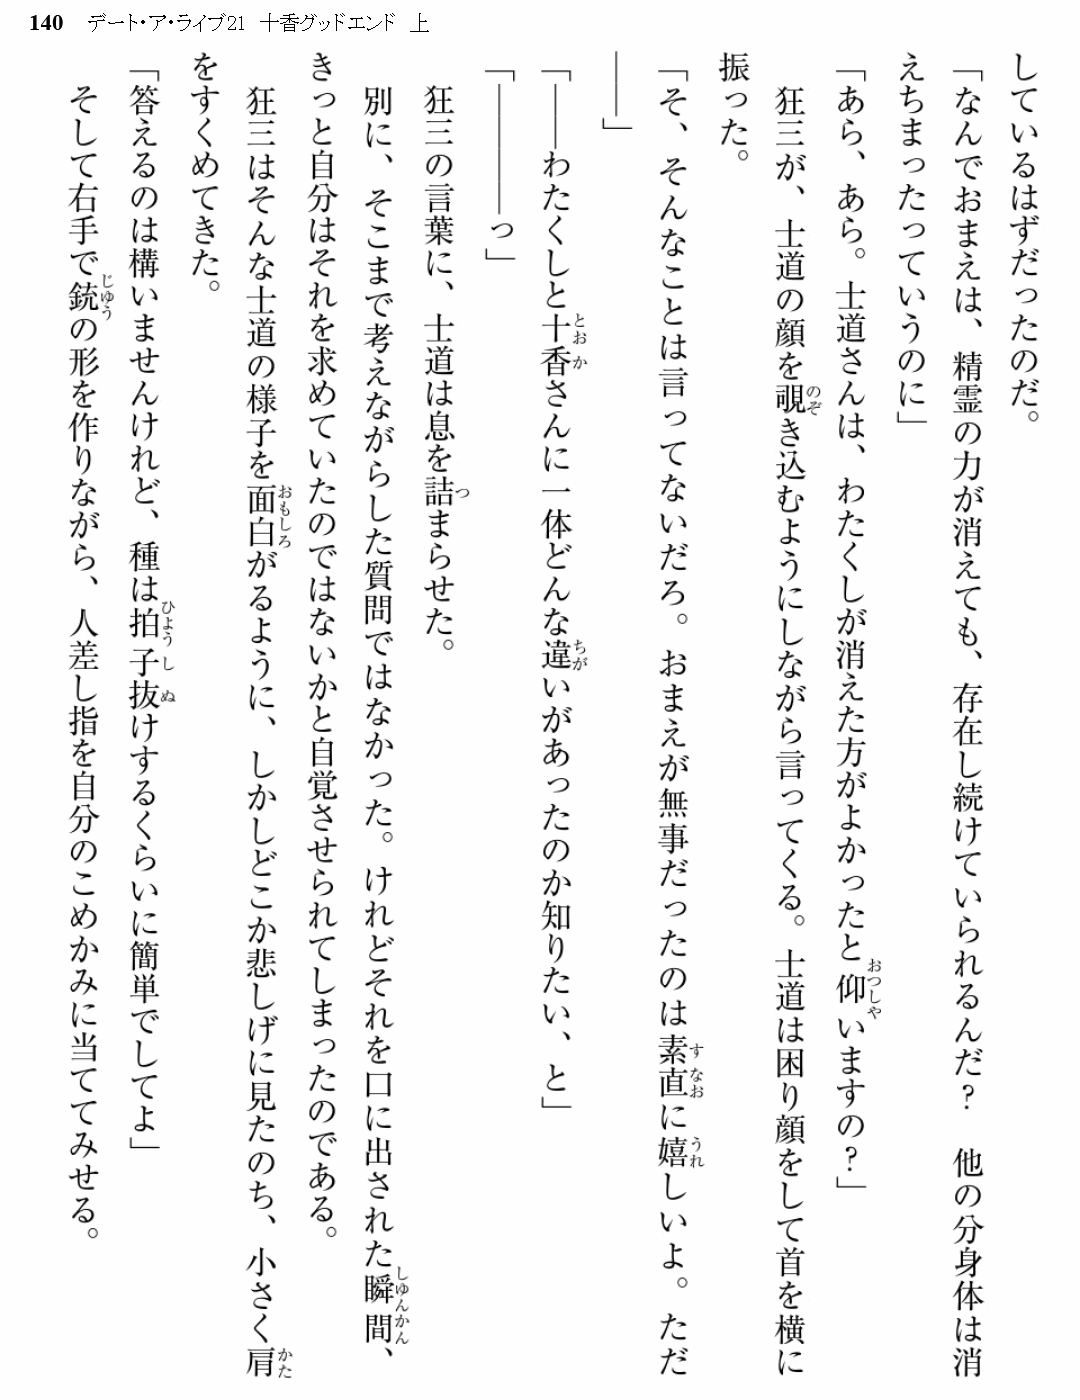 140　デート・ア・ライブ21　十香グッドエンド　上
しているはずだったのだ。
「なんでおまえは、精霊の力が消えても、存在し続けていられるんだ？　他の分身体は消
えちまったっていうのに」
「あら、あら。士道さんは、わたくしが消えた方がよかったと仰いますの？」
狂三が、士道の顔を覗き込むようにしながら言ってくる。士道は困り顔をして首を横に
振った。
「そ、そんなことは言ってないだろ。おまえが無事だったのは素直に嬉しいよ。ただ
――」
「――わたくしと十香さんに一体どんな違いがあったのか知りたい、と」
「――――っ」
狂三の言葉に、士道は息を詰まらせた。
別に、そこまで考えながらした質問ではなかった。けれどそれを口に出された瞬間、
きっと自分はそれを求めていたのではないかと自覚させられてしまったのである。
狂三はそんな士道の様子を面白がるように、しかしどこか悲しげに見たのち、小さく肩
をすくめてきた。
「答えるのは構いませんけれど、種は拍子抜けするくらいに簡単でしてよ」
そして右手で銃の形を作りながら、人差し指を自分のこめかみに当ててみせる。